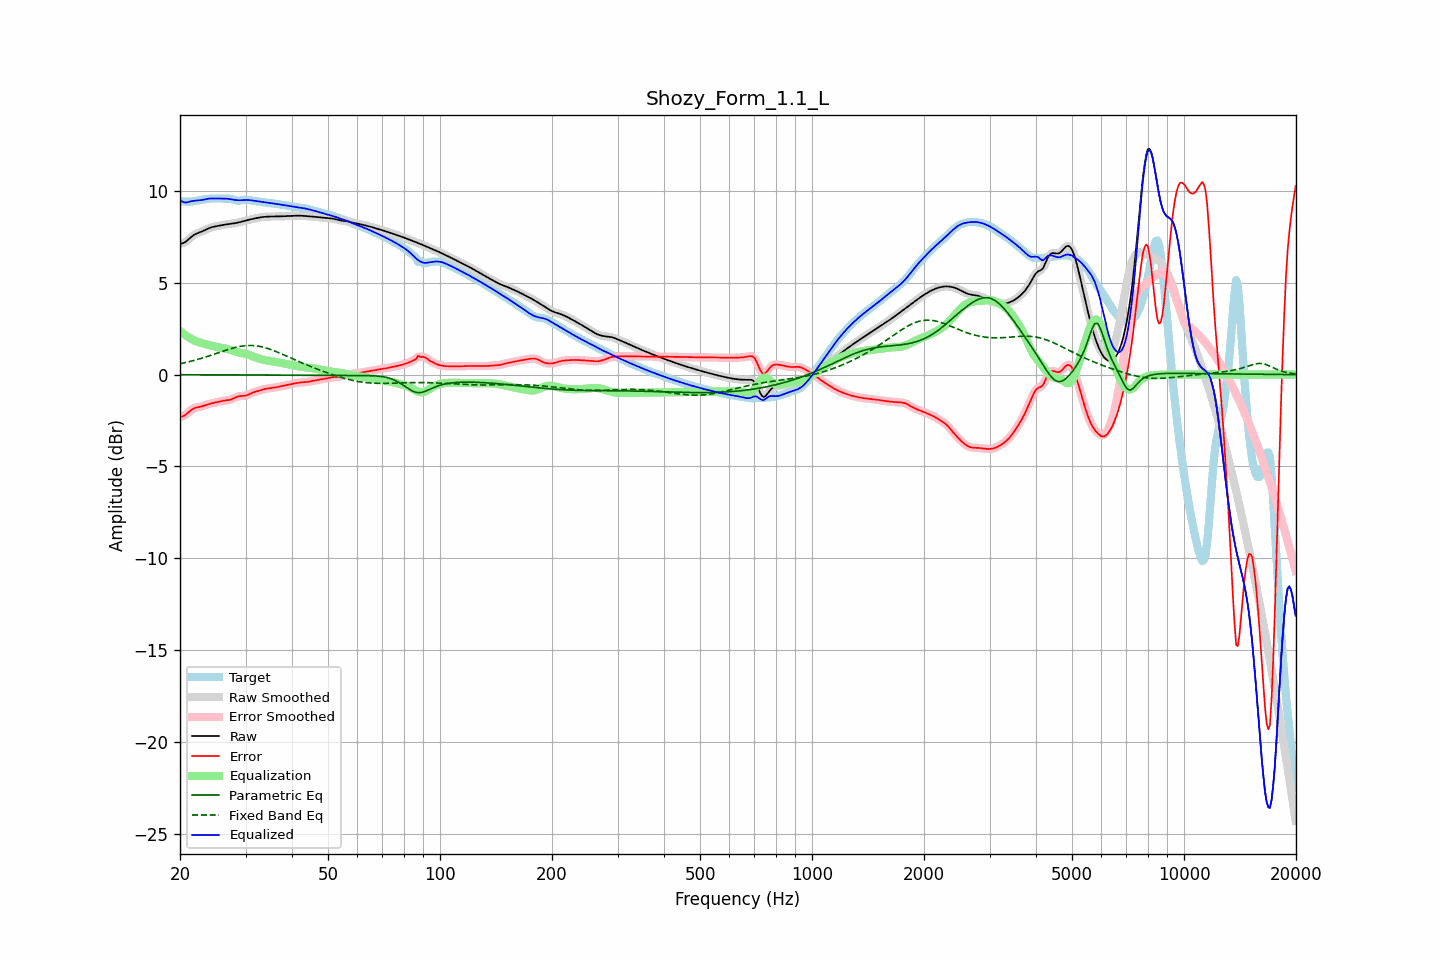 Shozy_Form_1.1_L
Amplitude (dBr)
10
5
0
−5
−10
−15
−20
−25
Target
Raw Smoothed
Error Smoothed
Raw
Error
Equalization
Parametric Eq
Fixed Band Eq
Equalized
20 50 100 200 500 1000 2000 5000 10000 20000
Frequency (Hz)